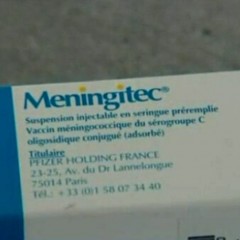 Meningitec®
Suspension injectable en seringue préremplie
Vaccin méningococcique du sérogroupe C
oligosidique conjugué (adsorbé)
Titulaire
PFIZER HOLDING FRANCE
23-25, Av. du Dr Lannelongue
75014 Paris
Tél.: +33 (0)1 58 07 34 40